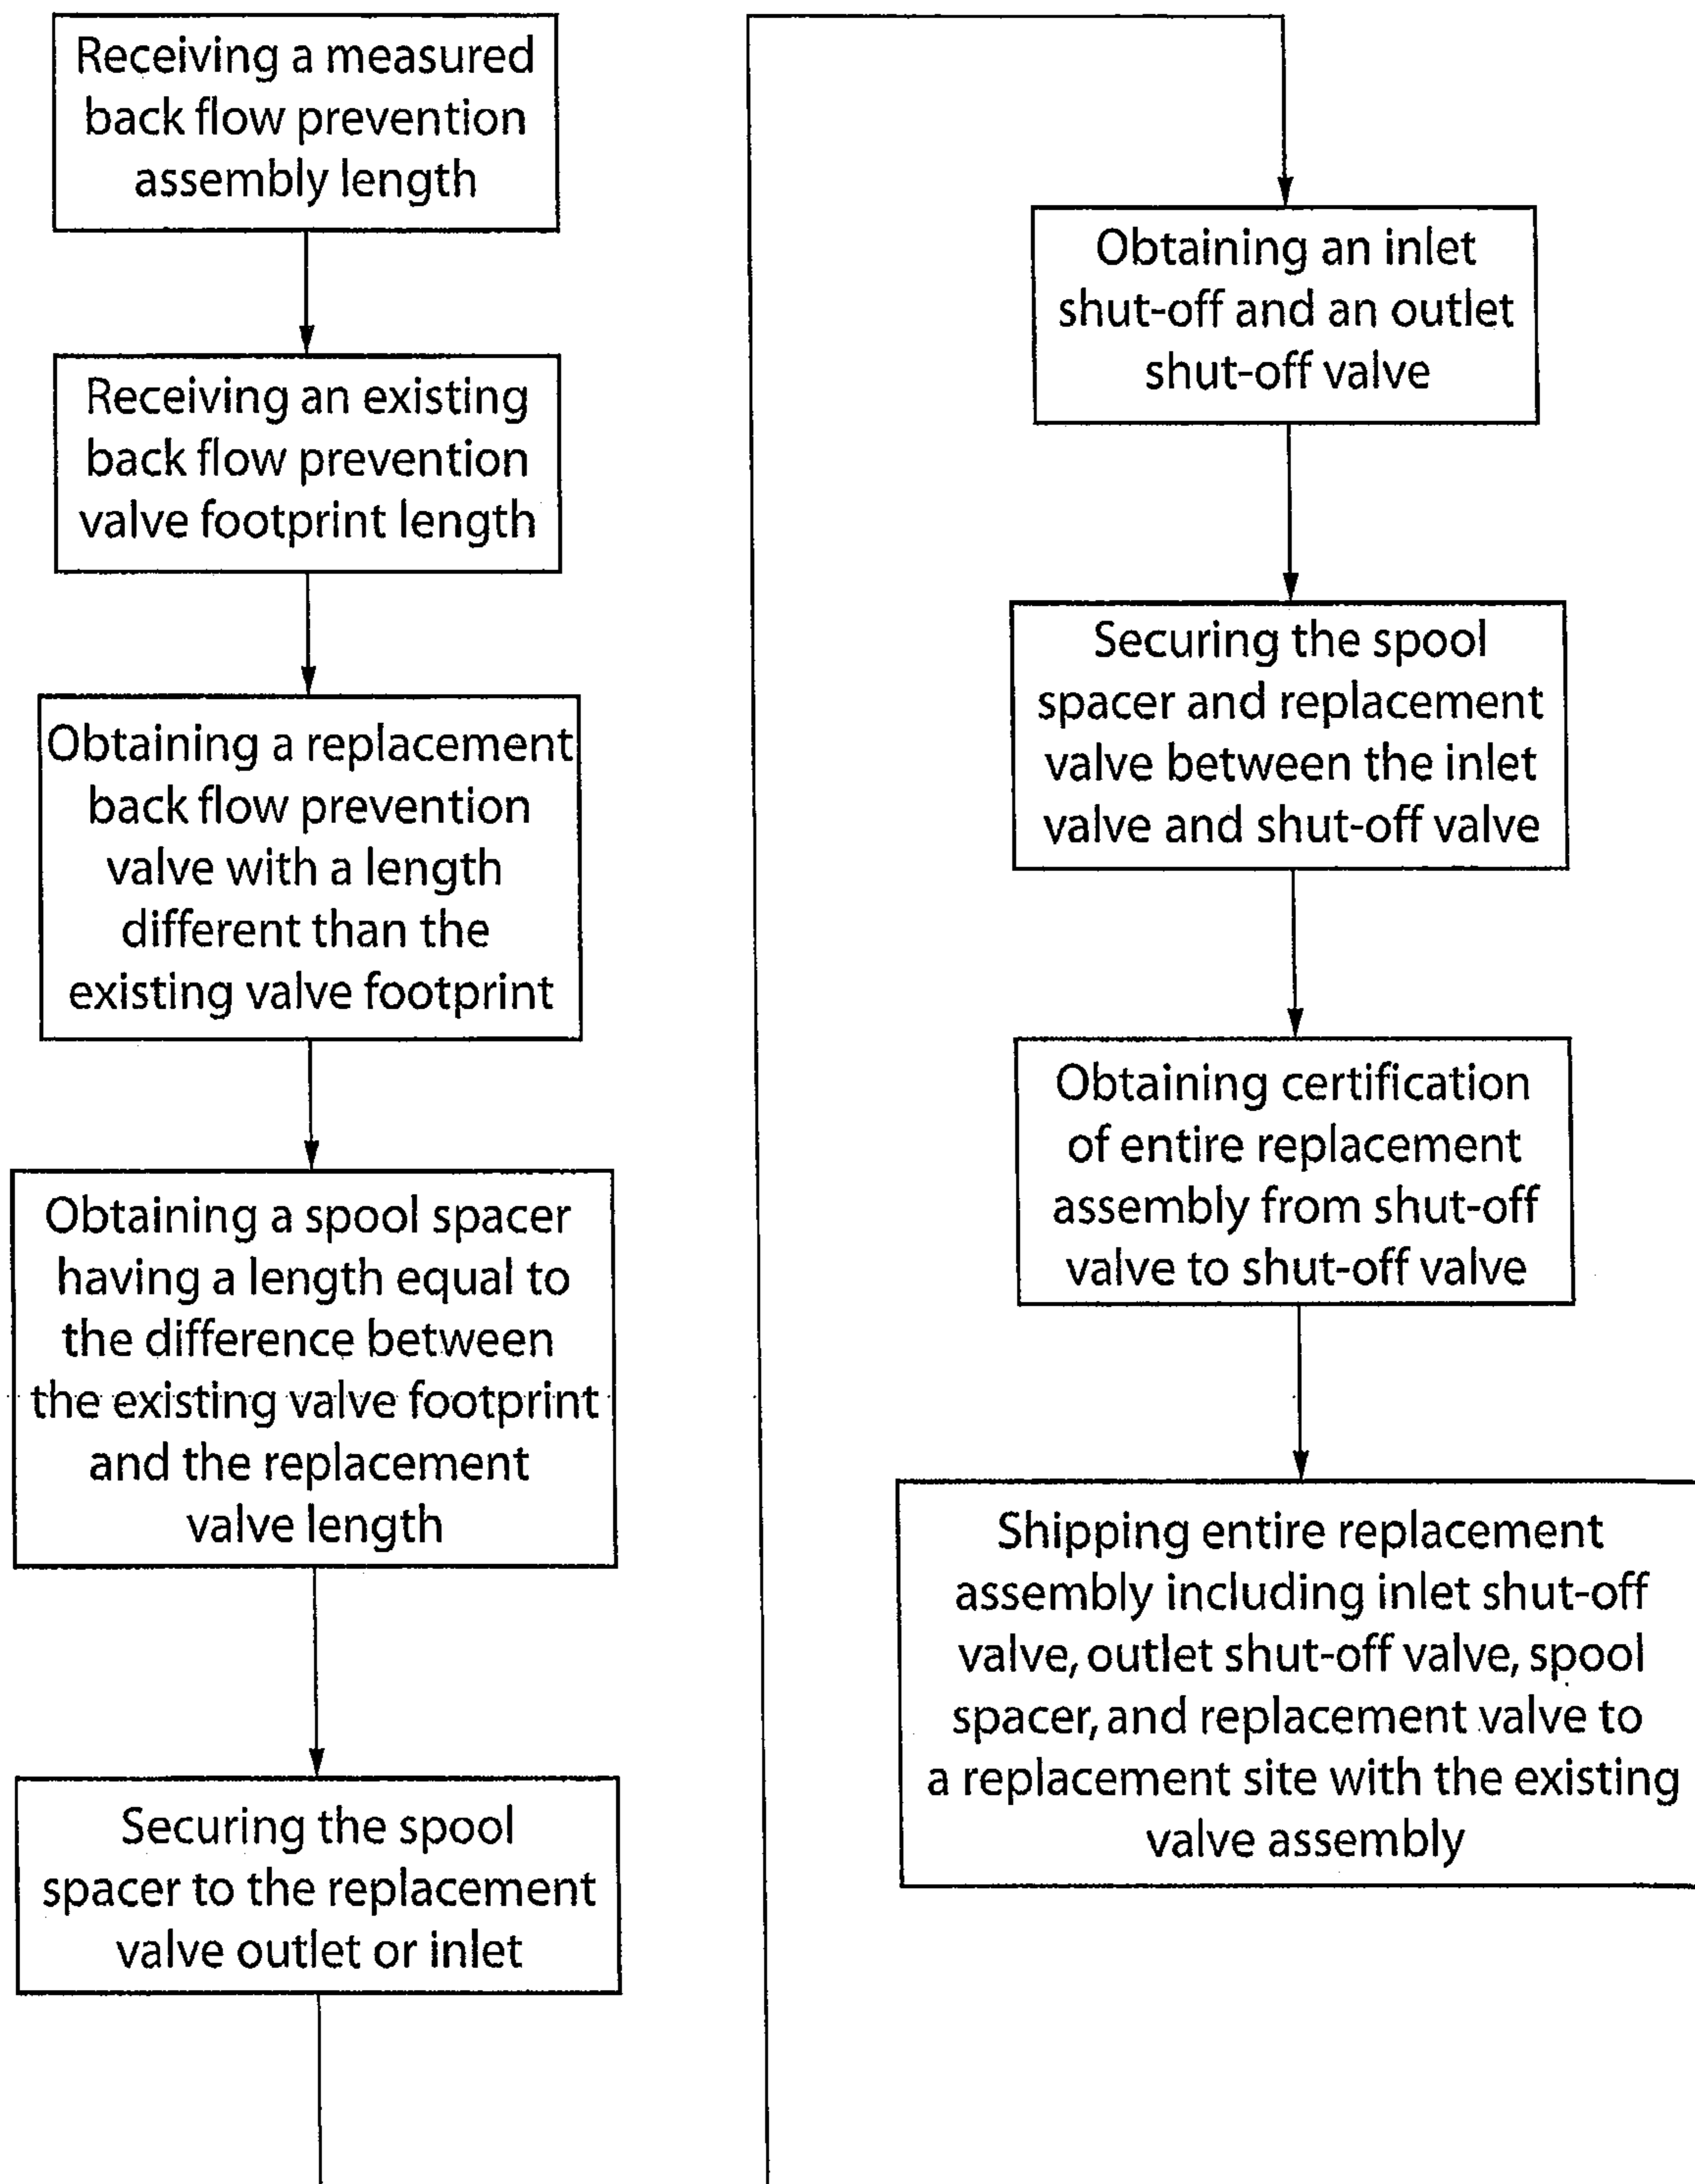 Receiving a measured
back flow prevention
assembly length
Receiving an existing
back flow prevention
valve footprint length
Obtaining a replacement
back flow prevention
valve with a length
different than the
existing valve footprint
Obtaining a spool spacer
having a length equal to
the difference between
the existing valve footprint
and the replacement
valve length
Securing the spool
spacer to the replacement
valve outlet or inlet
Obtaining an inlet
shut-off and an outlet
shut-off valve
Securing the spool
spacer and replacement
valve between the inlet
valve and shut-off valve
Obtaining certification
of entire replacement
assembly from shut-off
valve to shut-off valve
Shipping entire replacement
assembly including inlet shut-off
valve, outlet shut-off valve, spool
spacer, and replacement valve to
a replacement site with the existing
valve assembly